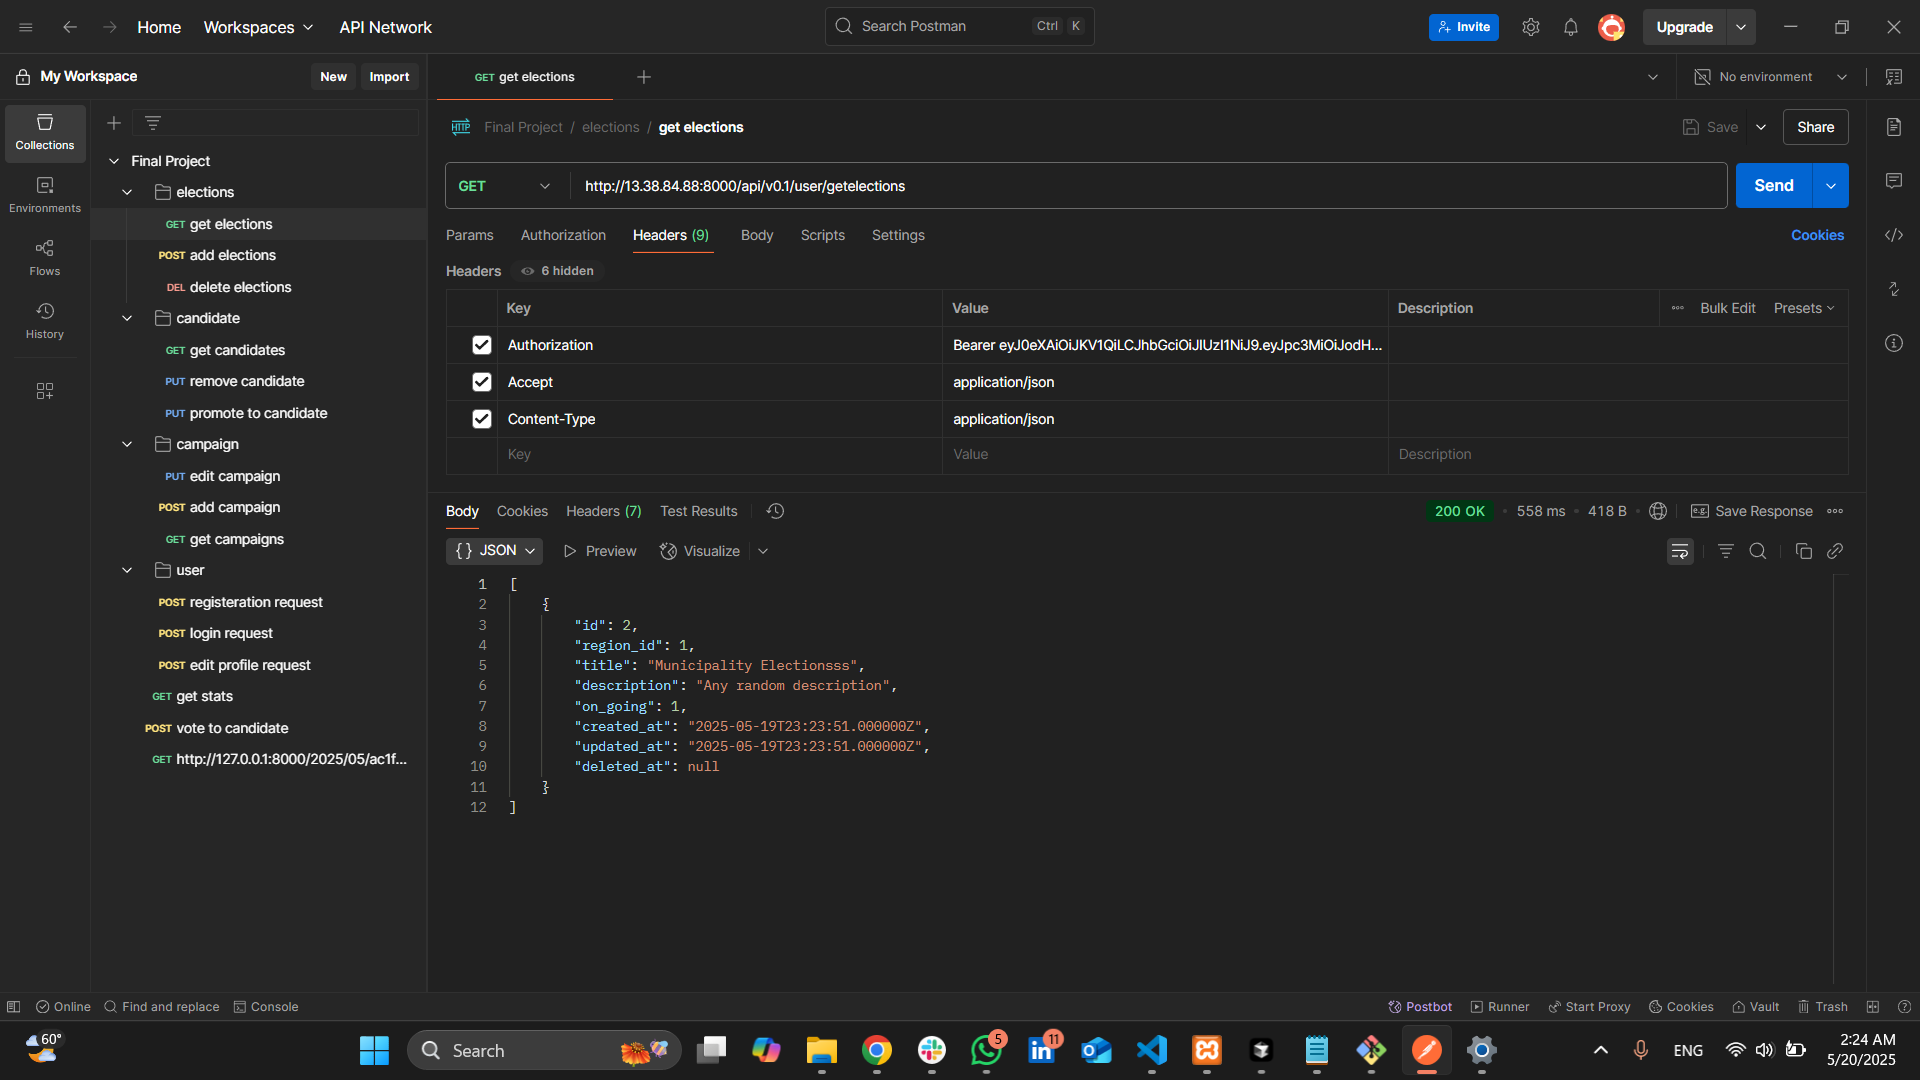 Home
Workspaces
API Network
Search Postman
Ctrl
K
Invite
Upgrade
My Workspace
New
Import
GET get elections
No environment
Collections
Environments
Flows
History
Final Project
elections
GET get elections
POST add elections
DEL delete elections
candidate
GET get candidates
PUT remove candidate
PUT promote to candidate
campaign
PUT edit campaign
POST add campaign
GET get campaigns
user
POST registeration request
POST login request
POST edit profile request
GET get stats
POST vote to candidate
GET http://127.0.0.1:8000/2025/05/ac1f...
HTTP Final Project / elections / get elections
Save
Share
GET http://13.38.84.88:8000/api/v0.1/user/getelections
Send
Params Authorization Headers (9) Body Scripts Settings
Cookies
Headers 6 hidden
Key Value Description Bulk Edit Presets
Authorization Bearer eyJ0eXAiOiJKV1QiLCJhbGciOiJIUzI1NiJ9.eyJpc3MiOiJodH...
Accept application/json
Content-Type application/json
Key Value Description
Body Cookies Headers (7) Test Results
200 OK • 558 ms • 418 B
e.g. Save Response
{} JSON Preview Visualize
1 [
2 {
3 "id": 2,
4 "region_id": 1,
5 "title": "Municipality Electionsss",
6 "description": "Any random description",
7 "on_going": 1,
8 "created_at": "2025-05-19T23:23:51.000000Z",
9 "updated_at": "2025-05-19T23:23:51.000000Z",
10 "deleted_at": null
11 }
12 ]
Online Find and replace Console
Postbot Runner Start Proxy Cookies Vault Trash
60°
Search
5
11
ENG
2:24 AM
5/20/2025